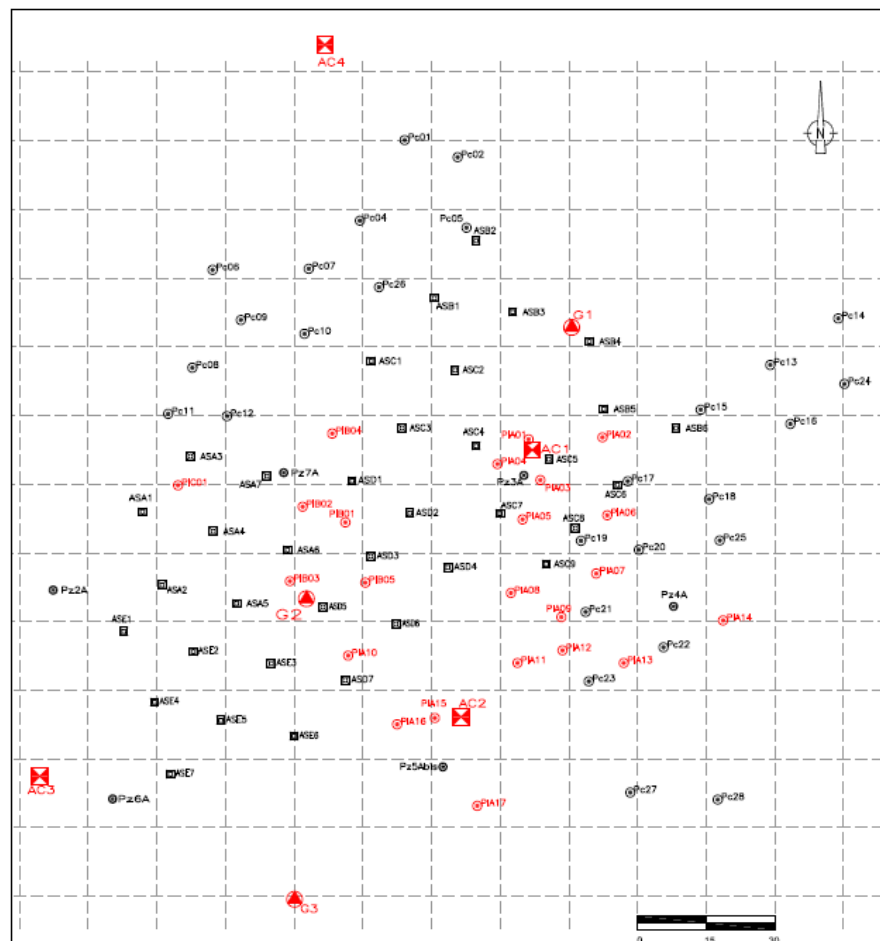 AC4
N
Pc01
Pc02
Pc04
Pc05
ASB2
Pc06
Pc07
Pc26
ASB1
ASB3
G1
Pc14
Pc09
Pc10
ASB4
ASC1
ASC2
Pc13
Pc08
Pc24
Pc11
Pc12
ASB5
Pc15
PIB04
ASC3
ASC4
PIA01
PIA02
ASB6
Pc16
AC1
ASA3
PIA04
ASC5
PIC01
ASA7
Pz7A
ASD1
Pz3A
PIA03
Pc17
ASC6
Pc18
ASA1
PIB02
PIB01
ASD2
ASC7
PIA05
ASC8
PIA06
ASA4
Pc19
Pc25
ASA6
ASD3
ASD4
ASC9
Pc20
PIA07
Pz2A
ASA2
PIB03
PIB05
PIA08
ASA5
G2
ASD5
PIA09
Pc21
Pz4A
ASE1
ASD6
PIA14
ASE2
ASE3
PIA10
PIA11
PIA12
PIA13
Pc22
ASD7
Pc23
ASE4
ASE5
PIA15
AC2
PIA16
ASE6
AC3
ASE7
Pz5Abis
Pz6A
PIA17
Pc27
Pc28
G3
0 15 30